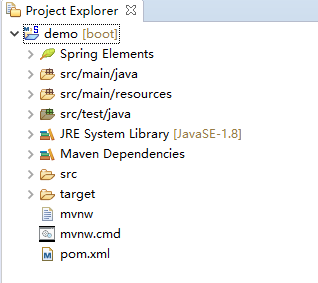 Project Explorer
demo [boot]
Spring Elements
src/main/java
src/main/resources
src/test/java
JRE System Library [JavaSE-1.8]
Maven Dependencies
src
target
mvnw
mvnw.cmd
pom.xml